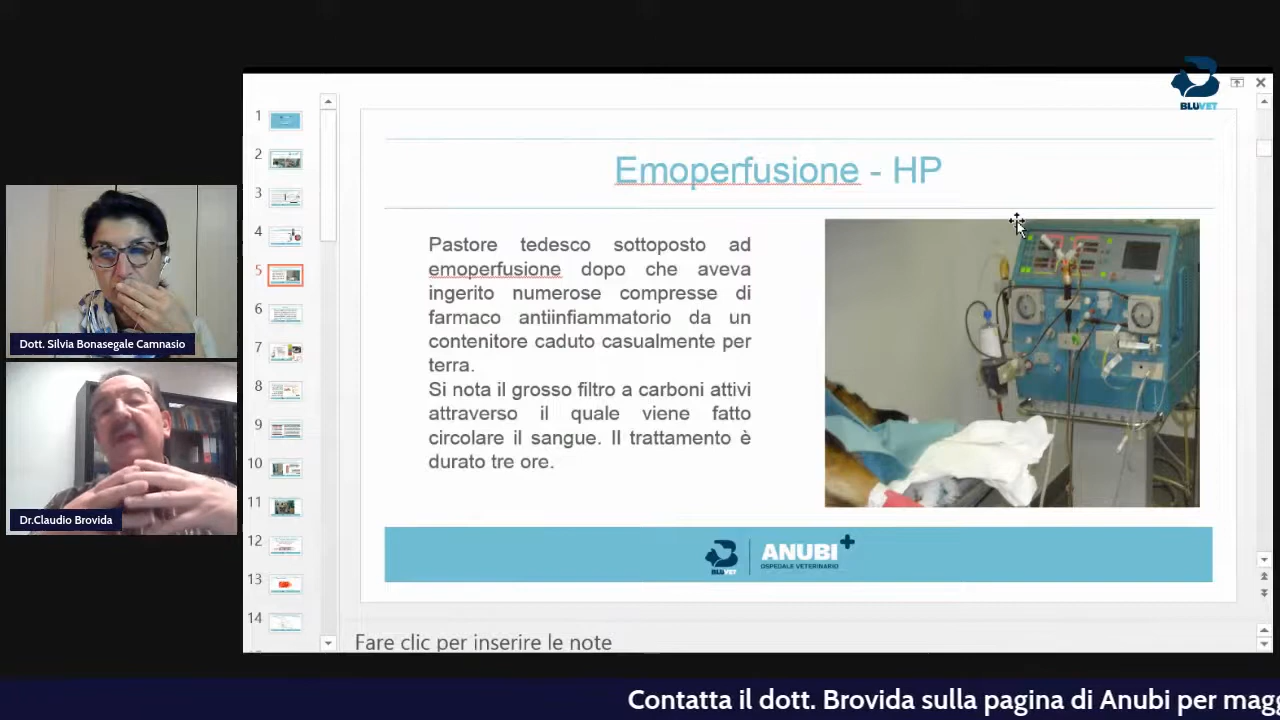 BLUVET
1
2
3
4
5
6
7
8
9
10
11
12
13
14
Emoperfusione - HP
Pastore tedesco sottoposto ad
emoperfusione dopo che aveva
ingerito numerose compresse di
farmaco antiinfiammatorio da un
contenitore caduto casualmente per
terra.
Si nota il grosso filtro a carboni attivi
attraverso il quale viene fatto
circolare il sangue. Il trattamento è
durato tre ore.
BLUVET
ANUBI+
OSPEDALE VETERINARIO
Fare clic per inserire le note
Dott. Silvia Bonasegale Camnasio
Dr.Claudio Brovida
Contatta il dott. Brovida sulla pagina di Anubi per magg